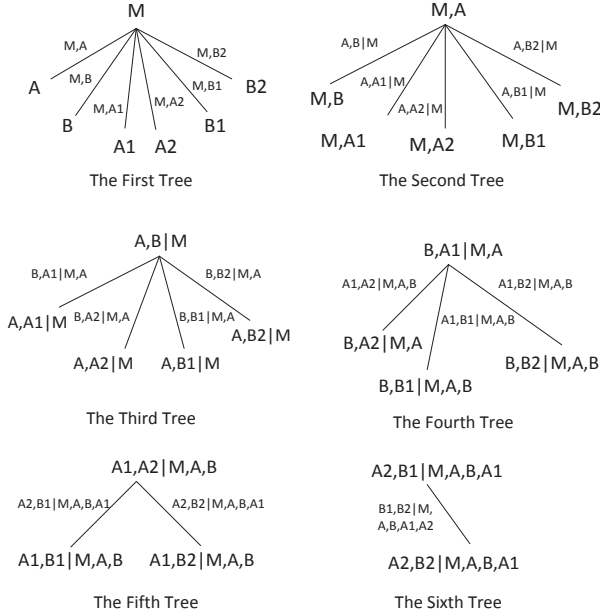 M
M,A
M,B
M,A1
M,A2
M,B1
M,B2
A
B
A1
A2
B1
B2
The First Tree
M,A
A,B|M
A,A1|M
A,A2|M
A,B1|M
A,B2|M
M,B
M,A1
M,A2
M,B1
M,B2
The Second Tree
A,B|M
B,A1|M,A
B,A2|M,A
B,B1|M,A
B,B2|M,A
A,A1|M
A,A2|M
A,B1|M
A,B2|M
The Third Tree
B,A1|M,A
A1,A2|M,A,B
A1,B1|M,A,B
A1,B2|M,A,B
B,A2|M,A
B,B1|M,A,B
B,B2|M,A,B
The Fourth Tree
A1,A2|M,A,B
A2,B1|M,A,B,A1
A2,B2|M,A,B,A1
A1,B1|M,A,B
A1,B2|M,A,B
The Fifth Tree
A2,B1|M,A,B,A1
B1,B2|M,
A,B,A1,A2
A2,B2|M,A,B,A1
The Sixth Tree